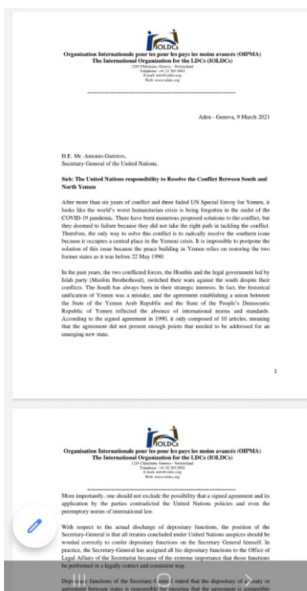 IOLDCs
Organisation Internationale pour les pour les pays les moins avancés (OIPMA)
The International Organization for the LDCs (IOLDCs)
Aden - Geneva, 9 March 2021
H.E. Mr. Antonio Guterres,
Secretary-General of the United Nations,
Sub: The United Nations responsibility to Resolve the Conflict Between South and
North Yemen
After more than six years of conflict and three failed UN Special Envoy for Yemen, it
looks like the world's worst humanitarian crisis is being forgotten in the midst of the
COVID-19 pandemic. There have been numerous proposed solutions to the conflict, but
they doomed to failure because they did not take the right path in tackling the conflict.
Therefore, the only way to solve this conflict is to radically resolve the southern issue
because it occupies a central place in the Yemeni crisis. It is impossible to postpone the
solution of this issue because the peace building in Yemen relies on restoring the two
former states as it was before 22 May 1990.
In the past years, the two conflicted forces, the Houthis and the legal government led by
Islah party (Muslim Brotherhood), switched their wars against the south despite their
conflicts. The South has always been in their strategic interests. In fact, the historical
unification of Yemen was a mistake, and the agreement establishing a union between
the State of the Yemen Arab Republic and the State of the People's Democratic
Republic of Yemen reflected the absence of international norms and standards.
According to the signed agreement in 1990, it only composed of 10 articles, meaning
that the agreement did not present enough points that needed to be addressed for an
emerging new state.
1
IOLDCs
Organisation Internationale pour les pour les pays les moins avancés (OIPMA)
The International Organization for the LDCs (IOLDCs)
More importantly, one should not exclude the possibility that a signed agreement and its
application by the parties contradicted the United Nations policies and even the
peremptory norms of international law.
With respect to the actual discharge of depositary functions, the position of the
Secretary-General is that all treaties concluded under United Nations auspices should be
worded correctly to confer depositary functions on the Secretary General himself. In
practice, the Secretary-General has assigned all his depositary functions to the Office of
Legal Affairs of the Secretariat because of the extreme importance that those functions
be performed in a legally correct and consistent way.
functions of the Secretary stated that the depositary of or